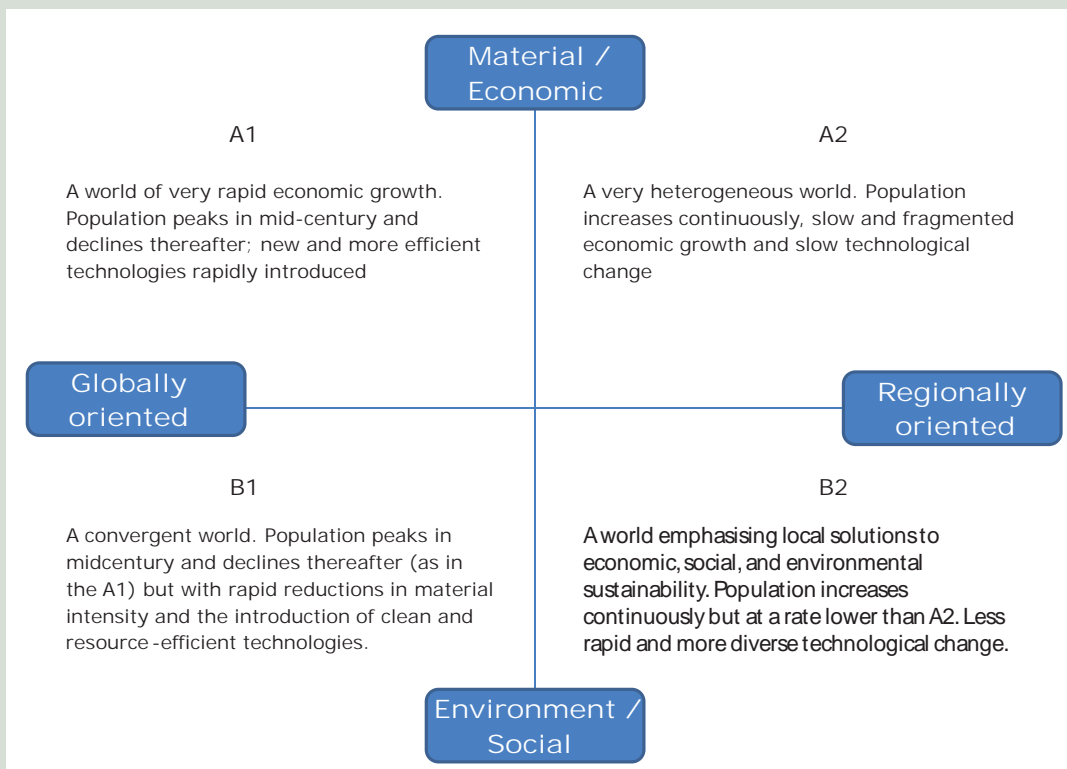 Material /
Economic
A1
A world of very rapid economic growth.
Population peaks in mid-century and
declines thereafter; new and more efficient
technologies rapidly introduced
A2
A very heterogeneous world. Population
increases continuously, slow and fragmented
economic growth and slow technological
change
Globally
oriented
Regionally
oriented
B1
A convergent world. Population peaks in
midcentury and declines thereafter (as in
the A1) but with rapid reductions in material
intensity and the introduction of clean and
resource-efficient technologies.
B2
A world emphasising local solutions to
economic, social, and environmental
sustainability. Population increases
continuously but at a rate lower than A2. Less
rapid and more diverse technological change.
Environment /
Social